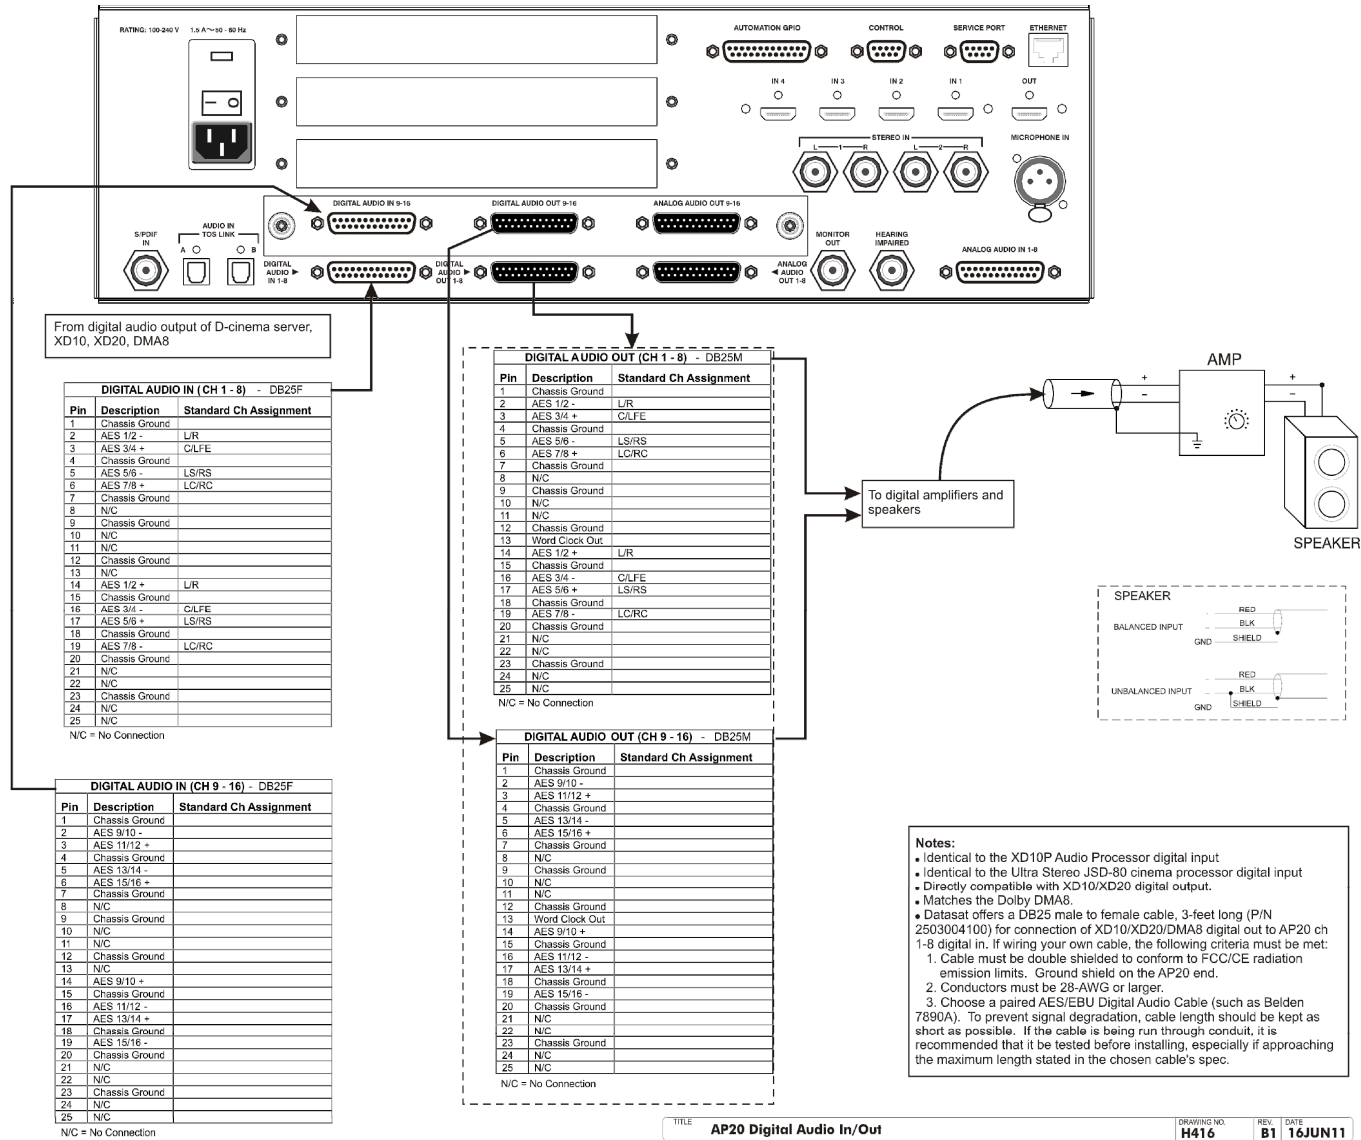 RATING: 100-240 V 1.5 A～50 - 60 Hz
AUTOMATION GPIO
CONTROL
SERVICE PORT
ETHERNET
IN 4
IN 3
IN 2
IN 1
OUT
STEREO IN
L 1 R
L 2 R
MICROPHONE IN
DIGITAL AUDIO IN 9-16
DIGITAL AUDIO OUT 9-16
ANALOG AUDIO OUT 9-16
S/PDIF
IN
AUDIO IN
TOS LINK
A
B
DIGITAL
AUDIO
IN 1-8
DIGITAL
AUDIO
OUT 1-8
ANALOG
AUDIO
OUT 1-8
MONITOR
OUT
HEARING
IMPAIRED
ANALOG AUDIO IN 1-8
From digital audio output of D-cinema server,
XD10, XD20, DMA8
DIGITAL AUDIO IN ( CH 1 - 8) - DB25F
Pin Description Standard Ch Assignment
1 Chassis Ground
2 AES 1/2 - L/R
3 AES 3/4 + C/LFE
4 Chassis Ground
5 AES 5/6 - LS/RS
6 AES 7/8 + LC/RC
7 Chassis Ground
8 N/C
9 Chassis Ground
10 N/C
11 N/C
12 Chassis Ground
13 N/C
14 AES 1/2 + L/R
15 Chassis Ground
16 AES 3/4 - C/LFE
17 AES 5/6 + LS/RS
18 Chassis Ground
19 AES 7/8 - LC/RC
20 Chassis Ground
21 N/C
22 N/C
23 Chassis Ground
24 N/C
25 N/C
N/C = No Connection
DIGITAL AUDIO IN (CH 9 - 16) - DB25F
Pin Description Standard Ch Assignment
1 Chassis Ground
2 AES 9/10 -
3 AES 11/12 +
4 Chassis Ground
5 AES 13/14 -
6 AES 15/16 +
7 Chassis Ground
8 N/C
9 Chassis Ground
10 N/C
11 N/C
12 Chassis Ground
13 N/C
14 AES 9/10 +
15 Chassis Ground
16 AES 11/12 -
17 AES 13/14 +
18 Chassis Ground
19 AES 15/16 -
20 Chassis Ground
21 N/C
22 N/C
23 Chassis Ground
24 N/C
25 N/C
N/C = No Connection
DIGITAL AUDIO OUT (CH 1 - 8) - DB25M
Pin Description Standard Ch Assignment
1 Chassis Ground
2 AES 1/2 - L/R
3 AES 3/4 + C/LFE
4 Chassis Ground
5 AES 5/6 - LS/RS
6 AES 7/8 + LC/RC
7 Chassis Ground
8 N/C
9 Chassis Ground
10 N/C
11 N/C
12 Chassis Ground
13 Word Clock Out
14 AES 1/2 + L/R
15 Chassis Ground
16 AES 3/4 - C/LFE
17 AES 5/6 + LS/RS
18 Chassis Ground
19 AES 7/8 - LC/RC
20 Chassis Ground
21 N/C
22 N/C
23 Chassis Ground
24 N/C
25 N/C
N/C = No Connection
DIGITAL AUDIO OUT (CH 9 - 16) - DB25M
Pin Description Standard Ch Assignment
1 Chassis Ground
2 AES 9/10 -
3 AES 11/12 +
4 Chassis Ground
5 AES 13/14 -
6 AES 15/16 +
7 Chassis Ground
8 N/C
9 Chassis Ground
10 N/C
11 N/C
12 Chassis Ground
13 Word Clock Out
14 AES 9/10 +
15 Chassis Ground
16 AES 11/12 -
17 AES 13/14 +
18 Chassis Ground
19 AES 15/16 -
20 Chassis Ground
21 N/C
22 N/C
23 Chassis Ground
24 N/C
25 N/C
N/C = No Connection
To digital amplifiers and
speakers
AMP
+
−
+
−
SPEAKER
SPEAKER
BALANCED INPUT
RED
BLK
GND SHIELD
UNBALANCED INPUT
RED
BLK
GND SHIELD
Notes:
• Identical to the XD10P Audio Processor digital input
• Identical to the Ultra Stereo JSD-80 cinema processor digital input
• Directly compatible with XD10/XD20 digital output.
• Matches the Dolby DMA8.
• Datasat offers a DB25 male to female cable, 3-feet long (P/N
2503004100) for connection of XD10/XD20/DMA8 digital out to AP20 ch
1-8 digital in. If wiring your own cable, the following criteria must be met:
1. Cable must be double shielded to conform to FCC/CE radiation
emission limits. Ground shield on the AP20 end.
2. Conductors must be 28-AWG or larger.
3. Choose a paired AES/EBU Digital Audio Cable (such as Belden
7890A). To prevent signal degradation, cable length should be kept as
short as possible. If the cable is being run through conduit, it is
recommended that it be tested before installing, especially if approaching
the maximum length stated in the chosen cable's spec.
TITLE
AP20 Digital Audio In/Out
DRAWING NO.
H416
REV.
B1
DATE
16JUN11